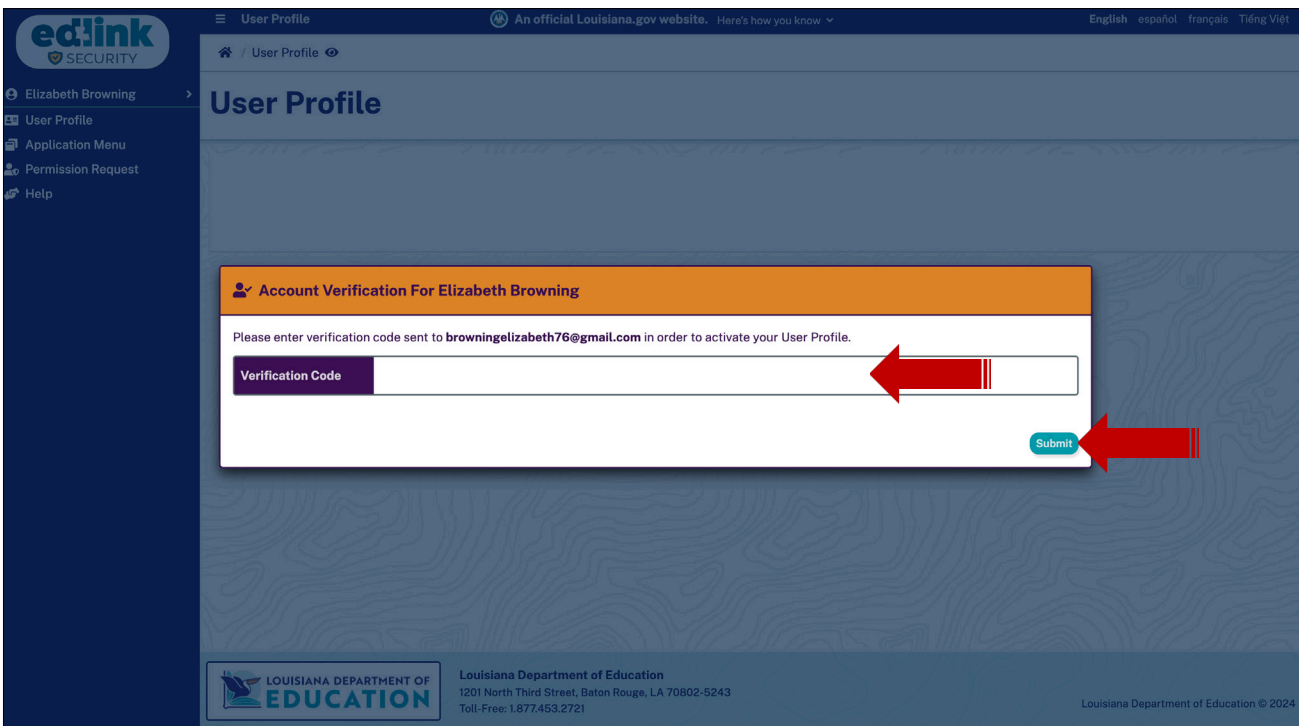 ed:link
SECURITY
User Profile
An official Louisiana.gov website. Here's how you know
English español français Tiếng Việt
/ User Profile
Elizabeth Browning
User Profile
Application Menu
Permission Request
Help
User Profile
Account Verification For Elizabeth Browning
Please enter verification code sent to browningelizabeth76@gmail.com in order to activate your User Profile.
Verification Code
Submit
LOUISIANA DEPARTMENT OF
EDUCATION
Louisiana Department of Education
1201 North Third Street, Baton Rouge, LA 70802-5243
Toll-Free: 1.877.453.2721
Louisiana Department of Education © 2024